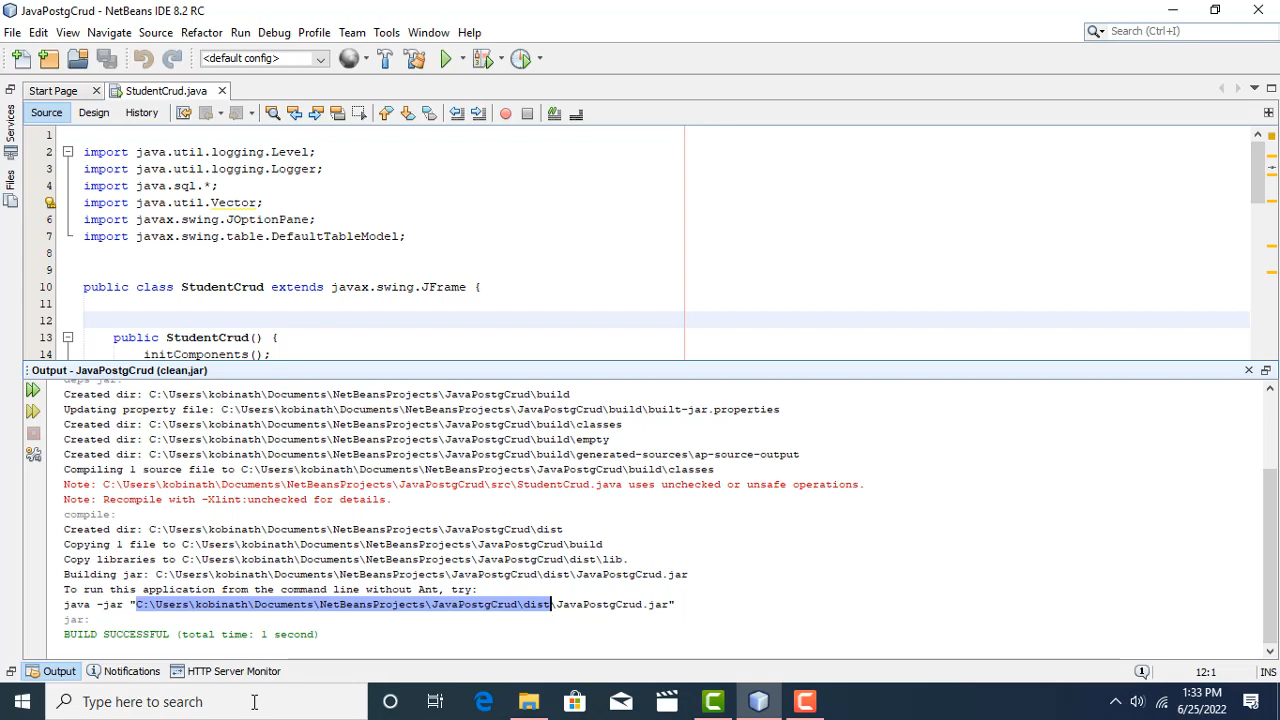 JavaPostgCrud - NetBeans IDE 8.2 RC
File Edit View Navigate Source Refactor Run Debug Profile Team Tools Window Help
Search (Ctrl+I)
<default config>
Start Page StudentCrud.java
Source Design History
Services
Files
1
2 import java.util.logging.Level;
3 import java.util.logging.Logger;
4 import java.sql.*;
5 import java.util.Vector;
6 import javax.swing.JOptionPane;
7 import javax.swing.table.DefaultTableModel;
8
9
10 public class StudentCrud extends javax.swing.JFrame {
11
12
13 public StudentCrud() {
14 initComponents();
Output - JavaPostgCrud (clean,jar)
deps-jar:
Created dir: C:\Users\kobinath\Documents\NetBeansProjects\JavaPostgCrud\build
Updating property file: C:\Users\kobinath\Documents\NetBeansProjects\JavaPostgCrud\build\built-jar.properties
Created dir: C:\Users\kobinath\Documents\NetBeansProjects\JavaPostgCrud\build\classes
Created dir: C:\Users\kobinath\Documents\NetBeansProjects\JavaPostgCrud\build\empty
Created dir: C:\Users\kobinath\Documents\NetBeansProjects\JavaPostgCrud\build\generated-sources\ap-source-output
Compiling 1 source file to C:\Users\kobinath\Documents\NetBeansProjects\JavaPostgCrud\build\classes
Note: C:\Users\kobinath\Documents\NetBeansProjects\JavaPostgCrud\src\StudentCrud.java uses unchecked or unsafe operations.
Note: Recompile with -Xlint:unchecked for details.
compile:
Created dir: C:\Users\kobinath\Documents\NetBeansProjects\JavaPostgCrud\dist
Copying 1 file to C:\Users\kobinath\Documents\NetBeansProjects\JavaPostgCrud\build
Copy libraries to C:\Users\kobinath\Documents\NetBeansProjects\JavaPostgCrud\dist\lib.
Building jar: C:\Users\kobinath\Documents\NetBeansProjects\JavaPostgCrud\dist\JavaPostgCrud.jar
To run this application from the command line without Ant, try:
java -jar "C:\Users\kobinath\Documents\NetBeansProjects\JavaPostgCrud\dist\JavaPostgCrud.jar"
jar:
BUILD SUCCESSFUL (total time: 1 second)
Output Notifications HTTP Server Monitor 1 12:1 INS
Type here to search
1:33 PM
6/25/2022